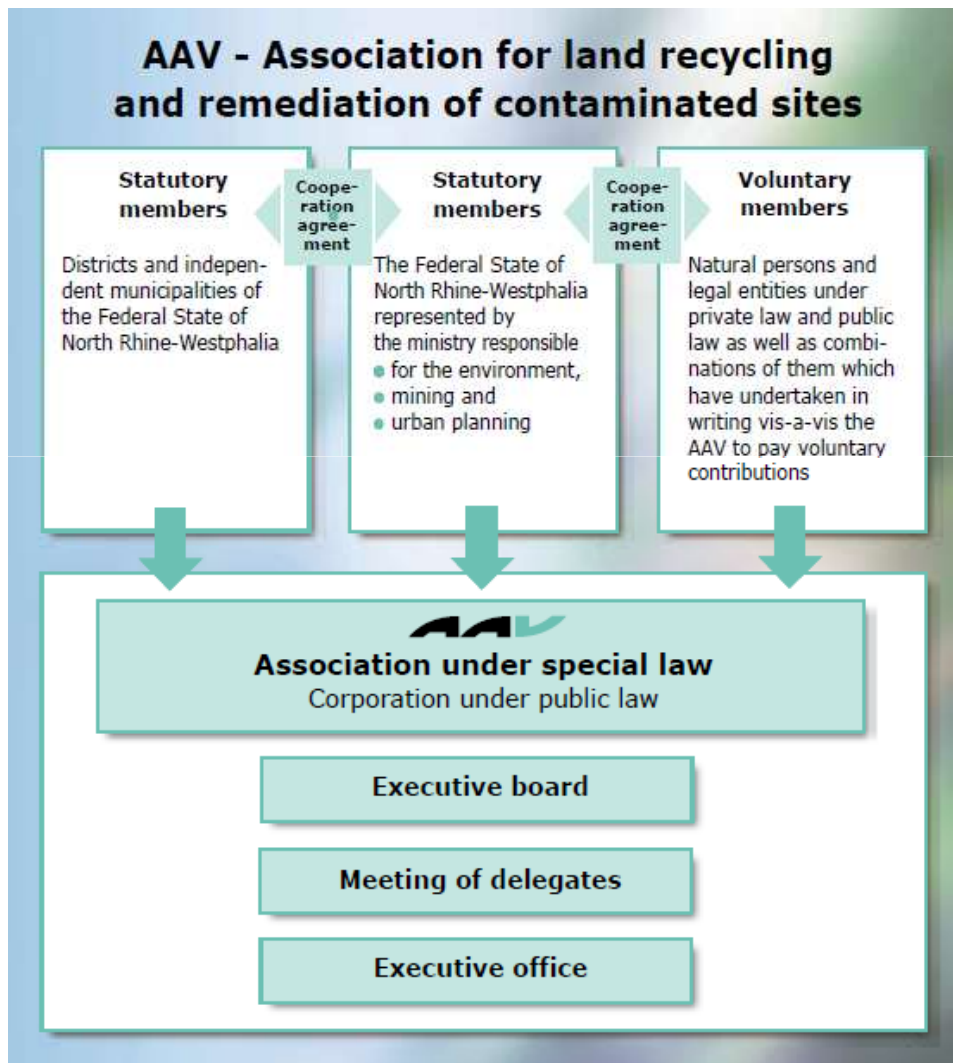 AAV - Association for land recycling
and remediation of contaminated sites
Statutory
members
Districts and indepen-
dent municipalities of
the Federal State of
North Rhine-Westphalia
Coope-
ration
agree-
ment
Statutory
members
The Federal State of
North Rhine-Westphalia
represented by
the ministry responsible
● for the environment,
● mining and
● urban planning
Coope-
ration
agree-
ment
Voluntary
members
Natural persons and
legal entities under
private law and public
law as well as combi-
nations of them which
have undertaken in
writing vis-a-vis the
AAV to pay voluntary
contributions
AAV
Association under special law
Corporation under public law
Executive board
Meeting of delegates
Executive office